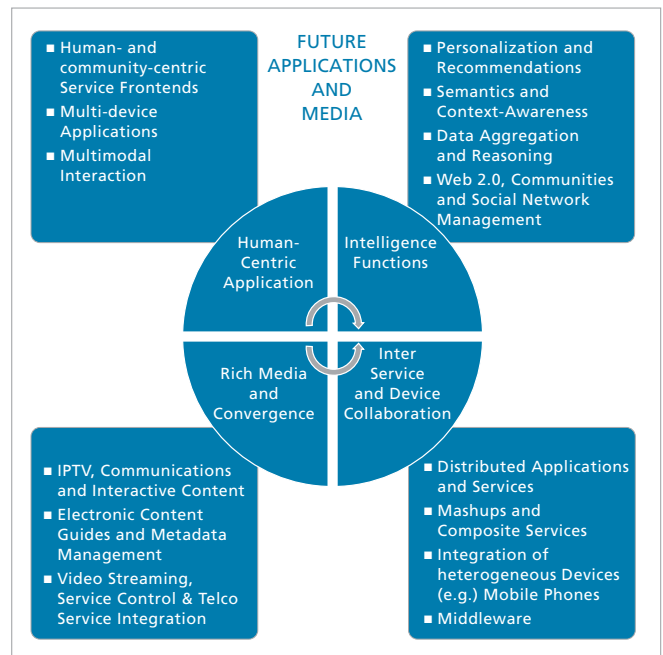 ■ Human- and
community-centric
Service Frontends
■ Multi-device
Applications
■ Multimodal
Interaction
FUTURE
APPLICATIONS
AND
MEDIA
■ Personalization and
Recommendations
■ Semantics and
Context-Awareness
■ Data Aggregation
and Reasoning
■ Web 2.0, Communities
and Social Network
Management
Human-
Centric
Application
Intelligence
Functions
Rich Media
and
Convergence
Inter
Service
and Device
Collaboration
■ IPTV, Communications
and Interactive Content
■ Electronic Content
Guides and Metadata
Management
■ Video Streaming,
Service Control & Telco
Service Integration
■ Distributed Applications
and Services
■ Mashups and
Composite Services
■ Integration of
heterogeneous Devices
(e.g.) Mobile Phones
■ Middleware